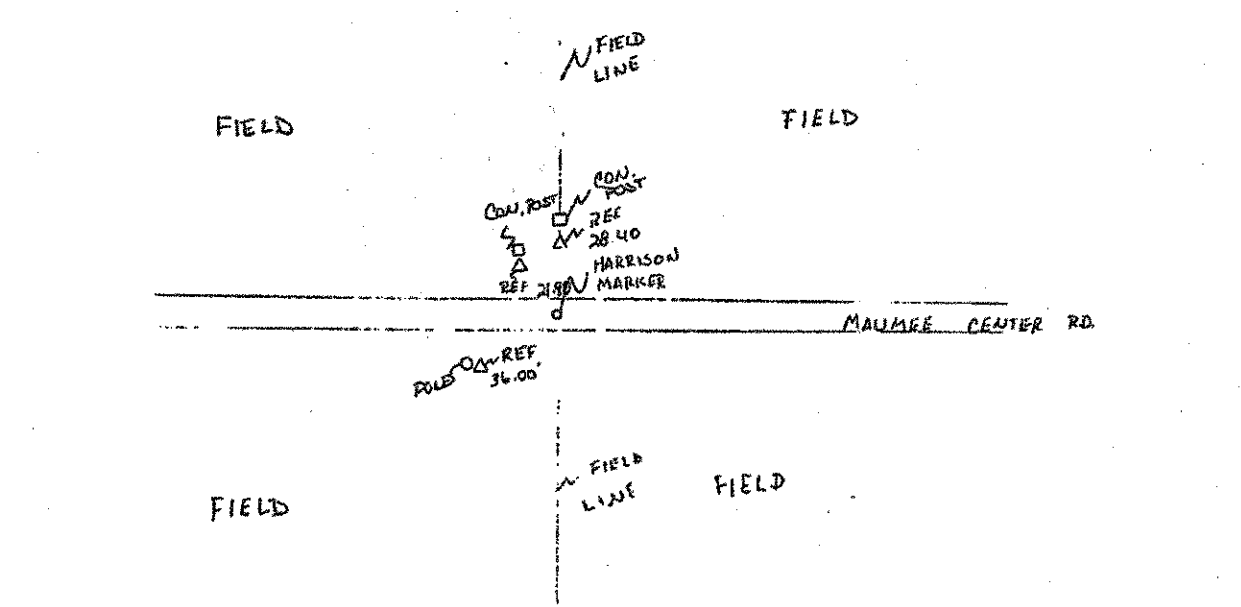 FIELD
LINE
FIELD
FIELD
CON.
POST
CON. POST
REF
28.40
HARRISON
MARKER
REF
MAUMEE CENTER RD.
REF.
36.00'
POLE
FIELD
LINE
FIELD
FIELD